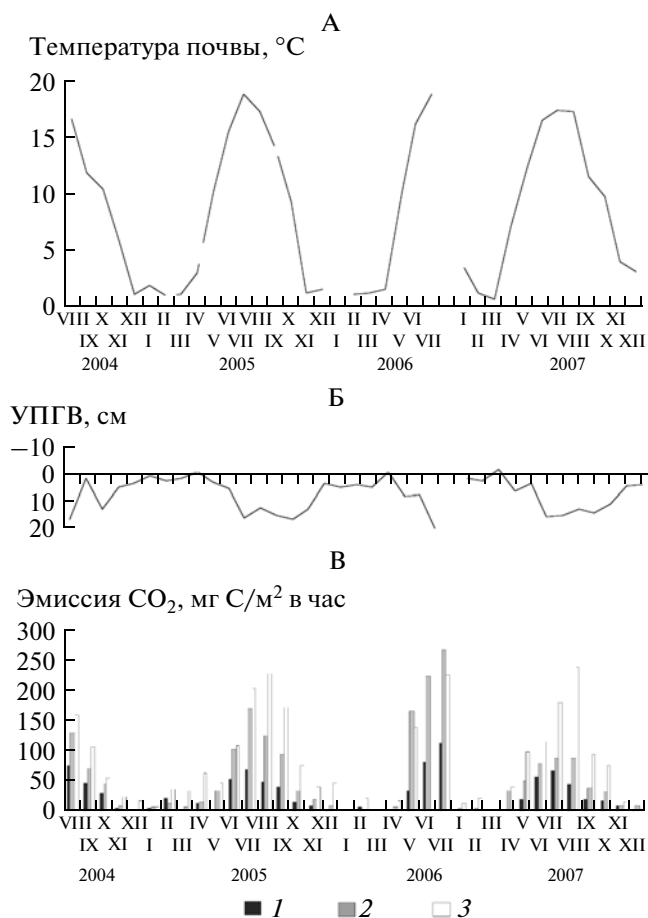 А
Температура почвы, °C
20
15
10
5
0
VIII X XII II IV VI VIII X XII II IV VI I III V VII IX XI
IX XI I III V VII IX XI I III V VII II IV VI VIII X XII
2004 2005 2006 2007
Б
УПГВ, см
−10
0
10
20
В
Эмиссия CO₂, мг C/м² в час
300
250
200
150
100
50
0
VIII X XII II IV VI VIII X XII II IV VI I III V VII IX XI
IX XI I III V VII IX XI I III V VII II IV VI VIII X XII
2004 2005 2006 2007
1 2 3